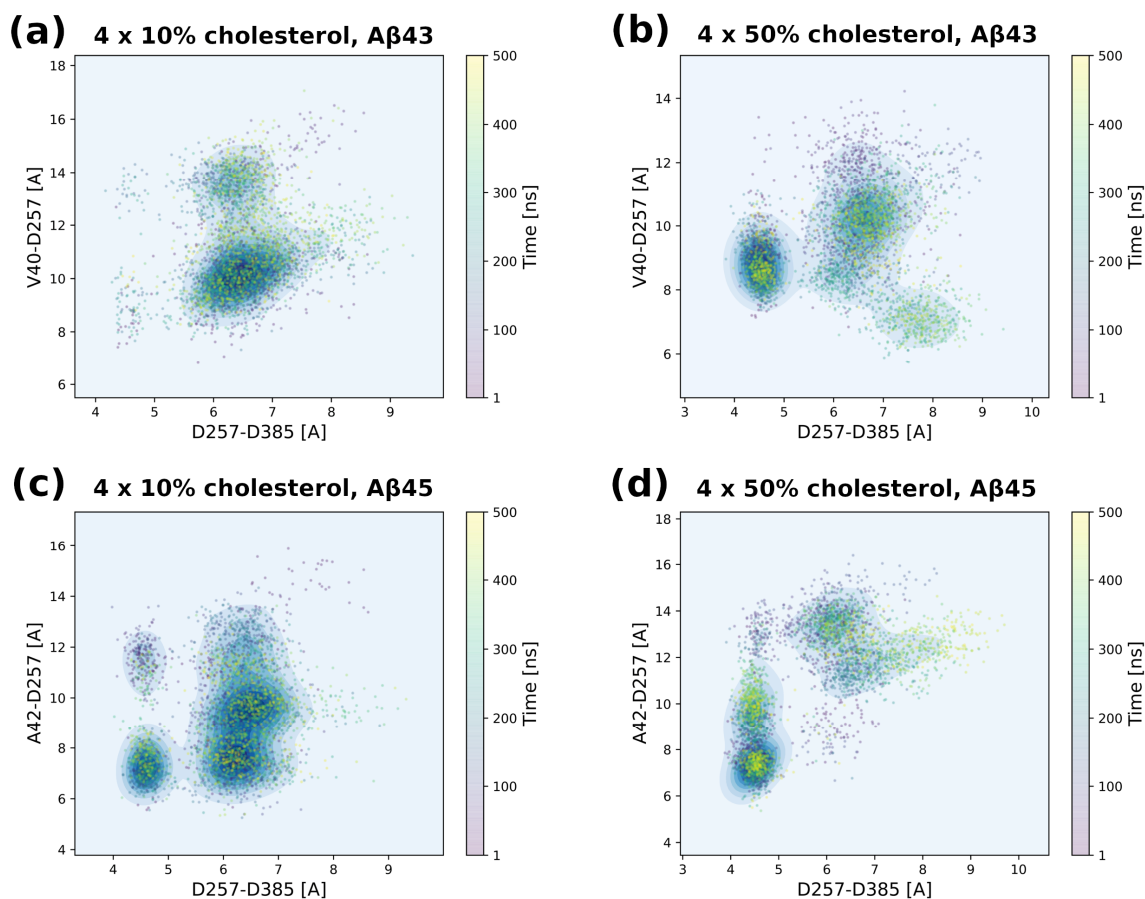 (a) 4 x 10% cholesterol, Aβ43
18
16
14
12
10
8
6
V40-D257 [A]
4 5 6 7 8 9
D257-D385 [A]
500
400
300
200
100
1
Time [ns]
(b) 4 x 50% cholesterol, Aβ43
14
12
10
8
6
V40-D257 [A]
3 4 5 6 7 8 9 10
D257-D385 [A]
500
400
300
200
100
1
Time [ns]
(c) 4 x 10% cholesterol, Aβ45
16
14
12
10
8
6
4
A42-D257 [A]
4 5 6 7 8 9
D257-D385 [A]
500
400
300
200
100
1
Time [ns]
(d) 4 x 50% cholesterol, Aβ45
18
16
14
12
10
8
6
4
A42-D257 [A]
3 4 5 6 7 8 9 10
D257-D385 [A]
500
400
300
200
100
1
Time [ns]